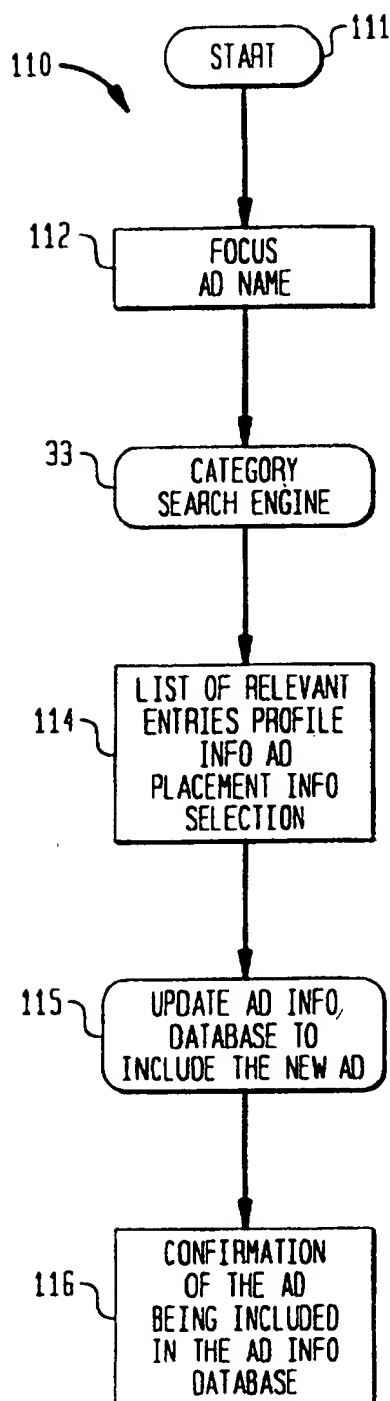 111
START
110
112
FOCUS
AD NAME
33
CATEGORY
SEARCH ENGINE
114
LIST OF RELEVANT
ENTRIES PROFILE
INFO AD
PLACEMENT INFO
SELECTION
115
UPDATE AD INFO,
DATABASE TO
INCLUDE THE NEW AD
116
CONFIRMATION
OF THE AD
BEING INCLUDED
IN THE AD INFO
DATABASE